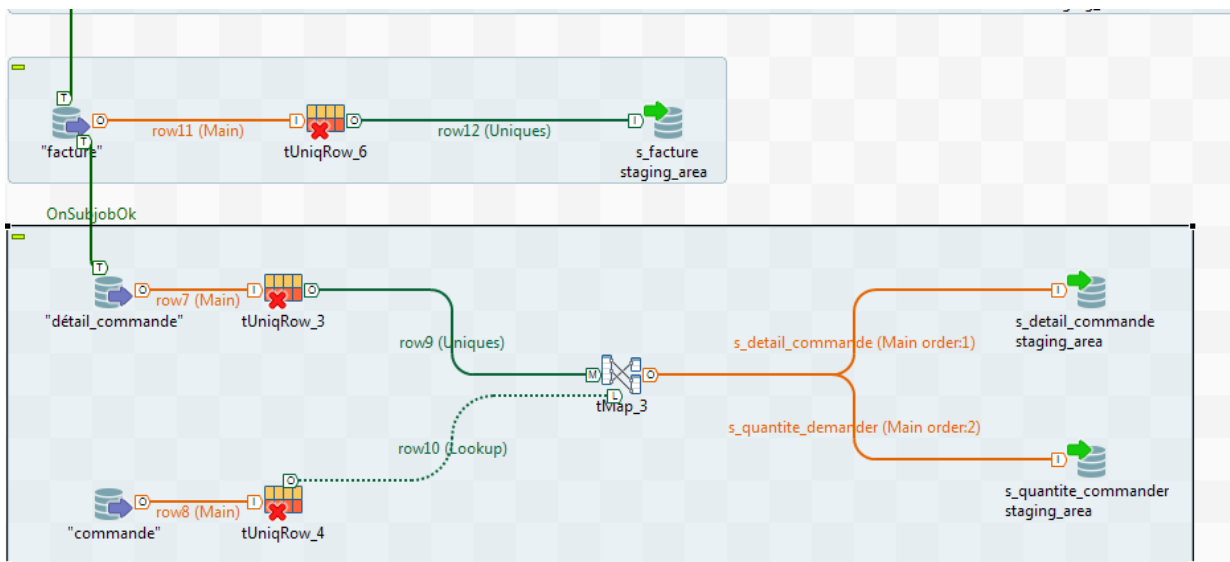 T
O
row11 (Main)
I
O
row12 (Uniques)
I
T
"facture"
tUniqRow_6
s_facture
staging_area
OnSubjobOk
T
O
row7 (Main)
I
O
I
"détail_commande"
tUniqRow_3
s_detail_commande
staging_area
row9 (Uniques)
s_detail_commande (Main order:1)
M
O
L
tMap_3
row10 (Lookup)
s_quantite_demander (Main order:2)
I
O
O
row8 (Main)
I
"commande"
tUniqRow_4
s_quantite_commander
staging_area